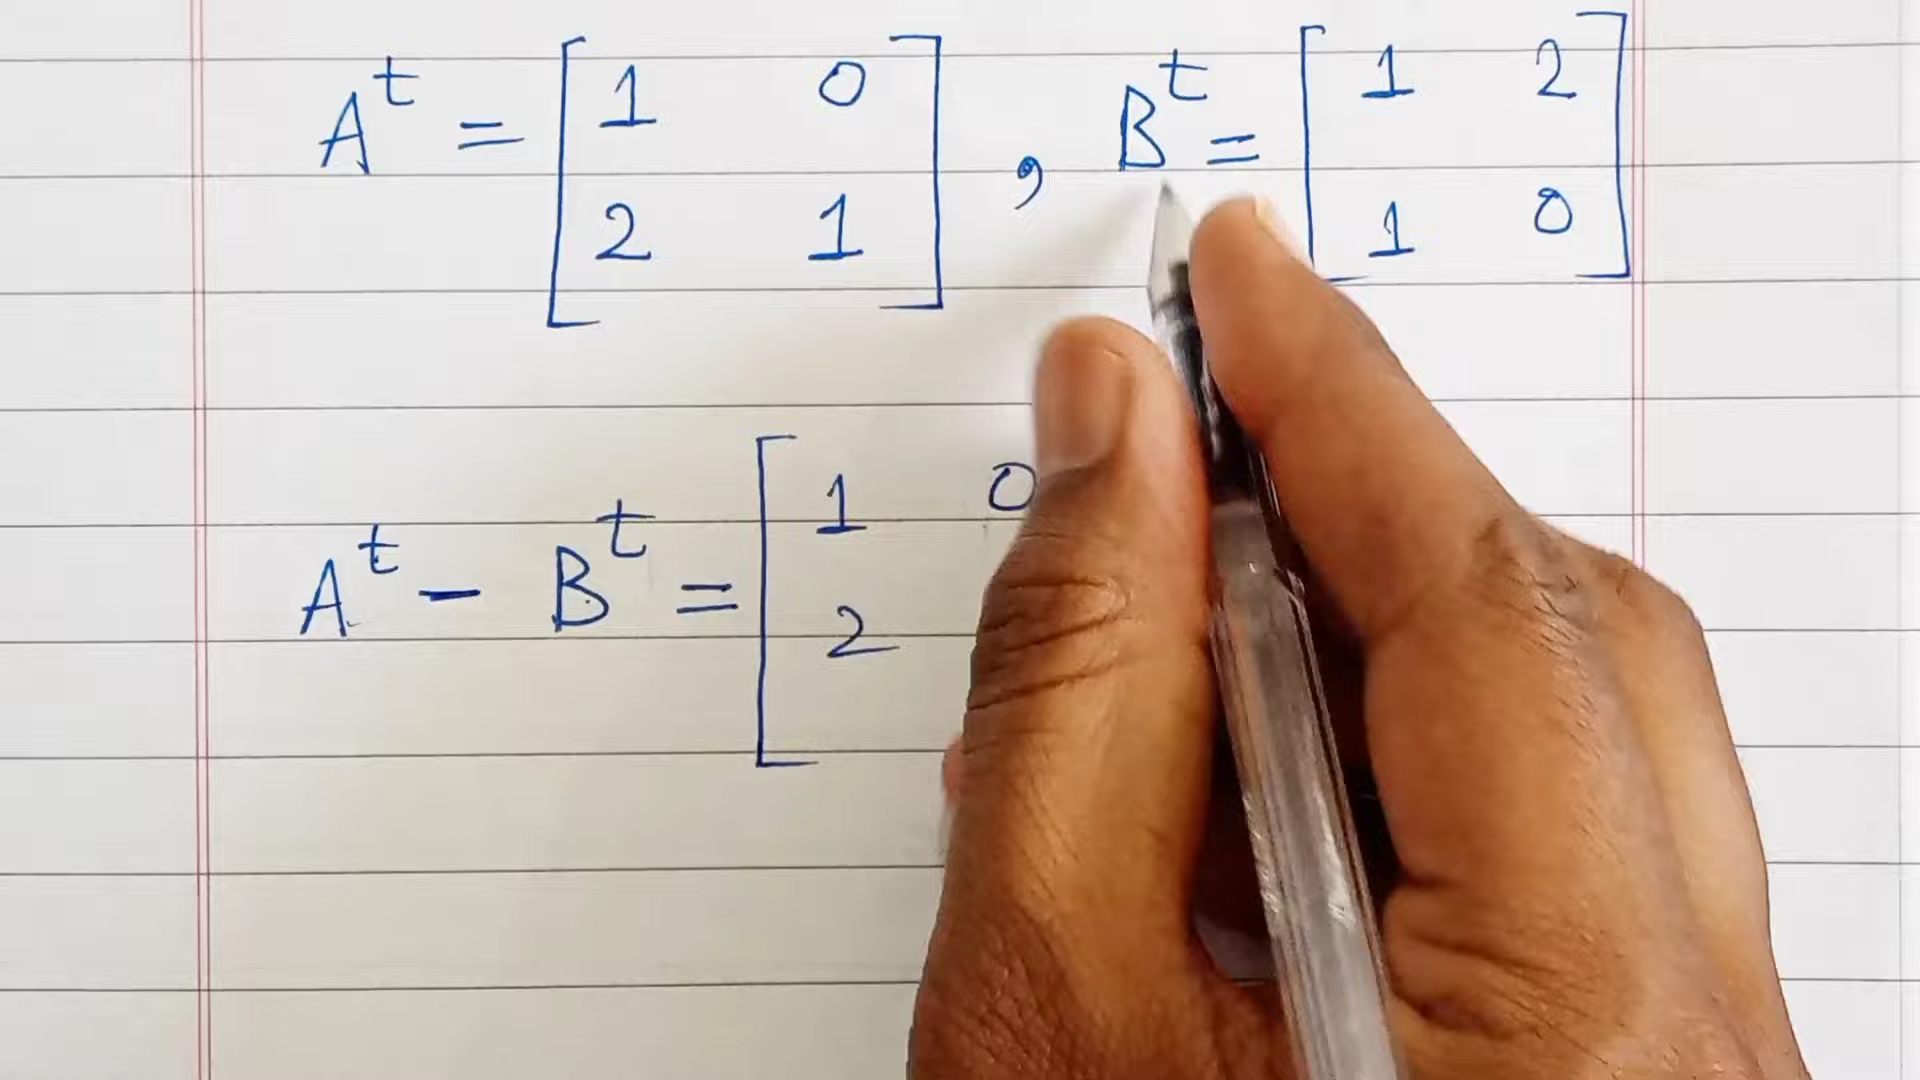 A^t = [1 0 , B^t = [1 2
2 1] 1 0]
A^t - B^t = [1 0
2